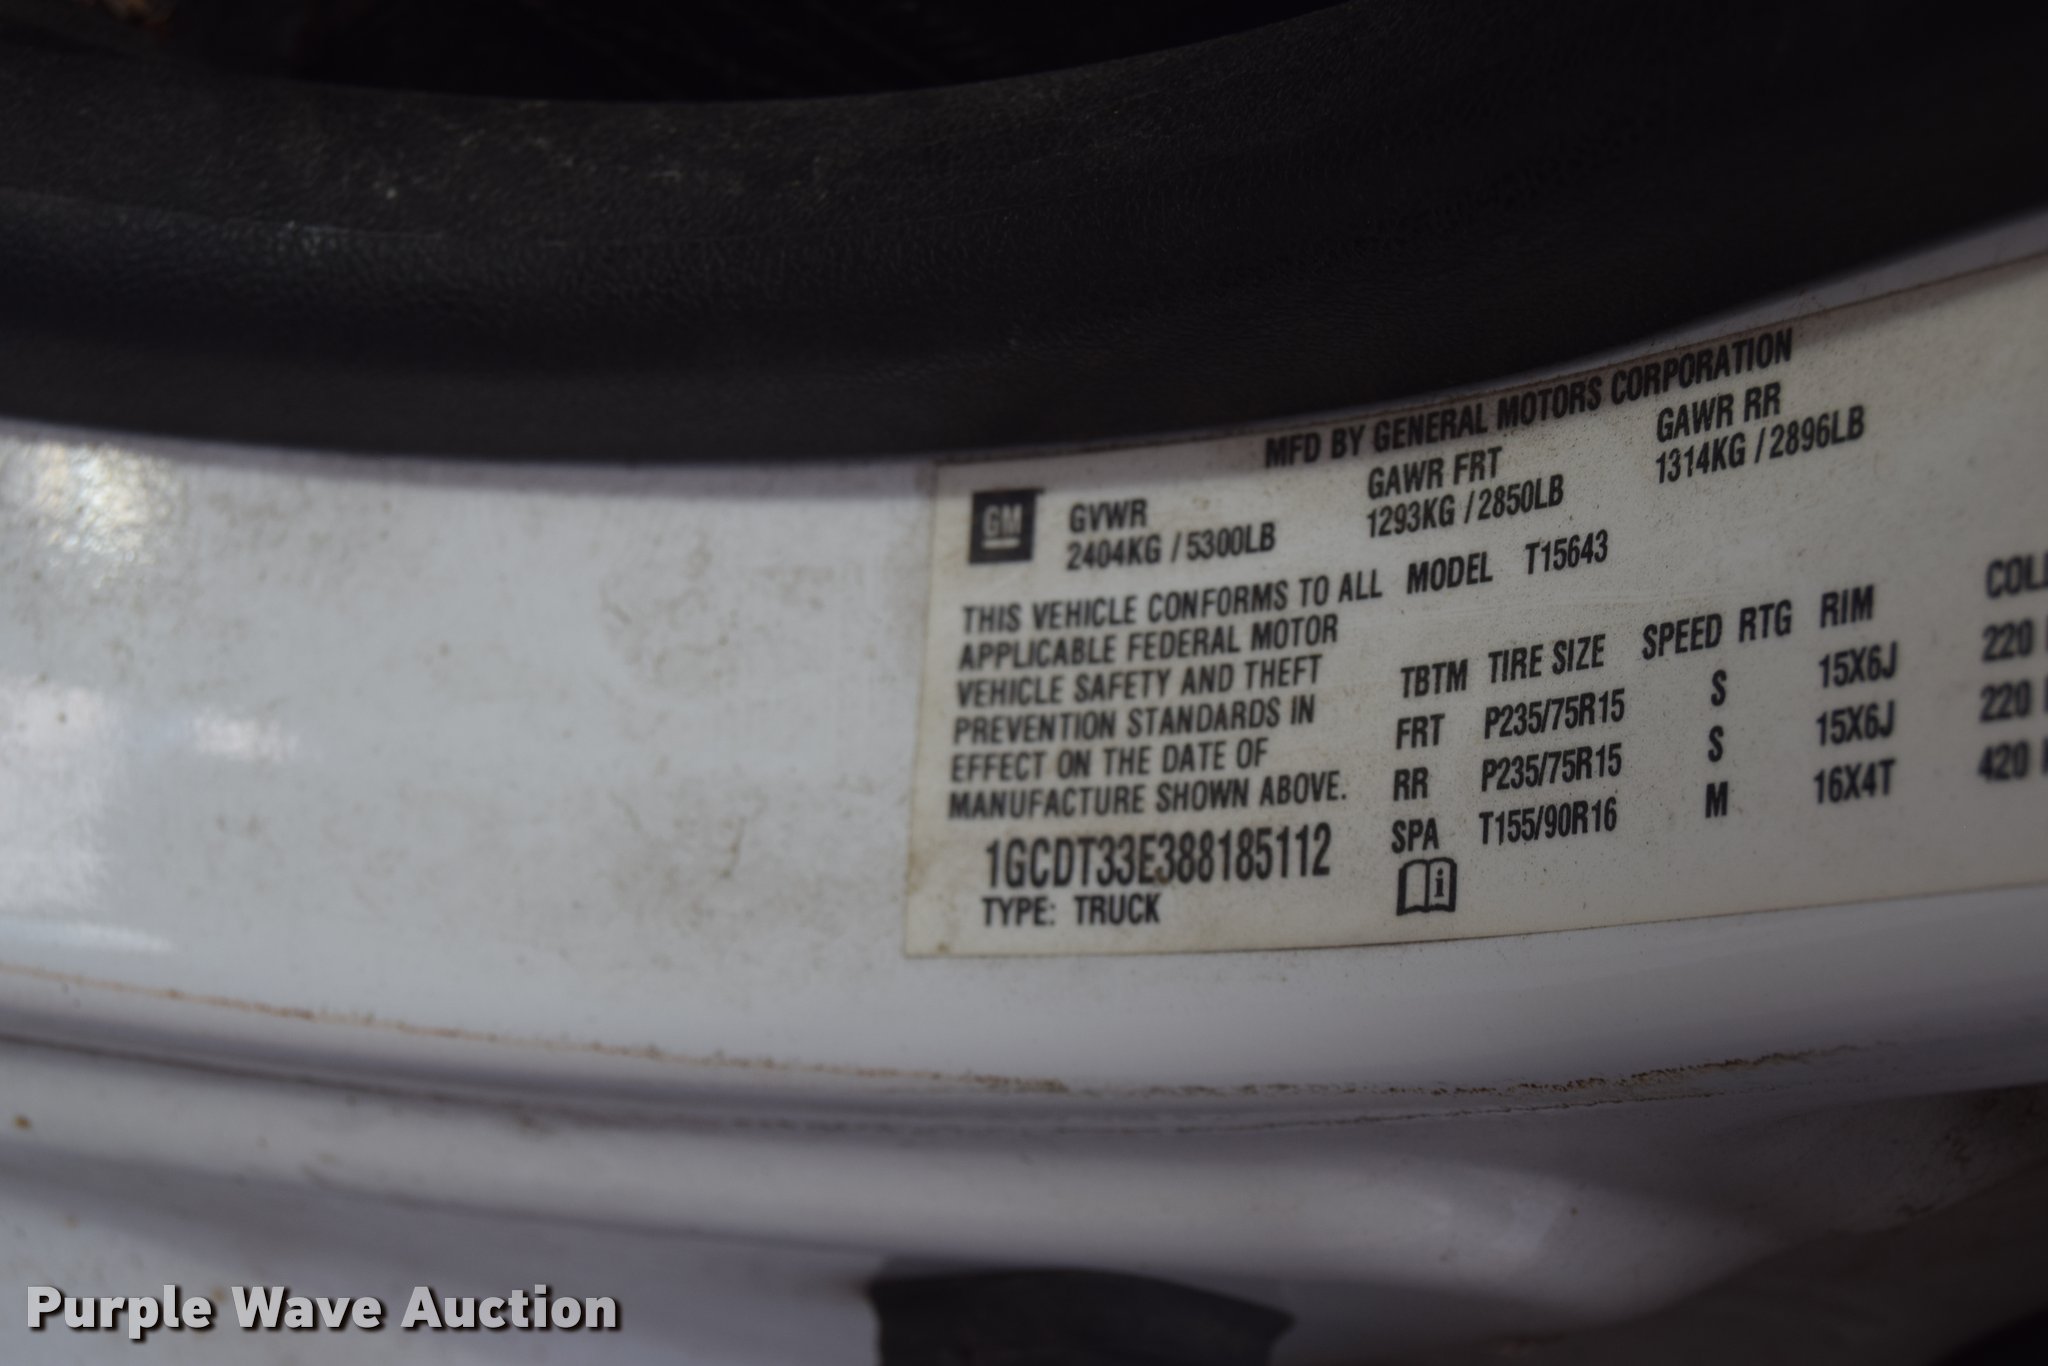 MFD BY GENERAL MOTORS CORPORATION
GM
GVWR
2404KG / 5300LB
GAWR FRT
1293KG / 2850LB
GAWR RR
1314KG / 2896LB
THIS VEHICLE CONFORMS TO ALL
APPLICABLE FEDERAL MOTOR
VEHICLE SAFETY AND THEFT
PREVENTION STANDARDS IN
EFFECT ON THE DATE OF
MANUFACTURE SHOWN ABOVE.
1GCDT33E388185112
TYPE: TRUCK
MODEL T15643
TBTM TIRE SIZE SPEED RTG RIM
FRT P235/75R15 S 15X6J 220
RR P235/75R15 S 15X6J 220
SPA T155/90R16 M 16X4T 420
i
Purple Wave Auction